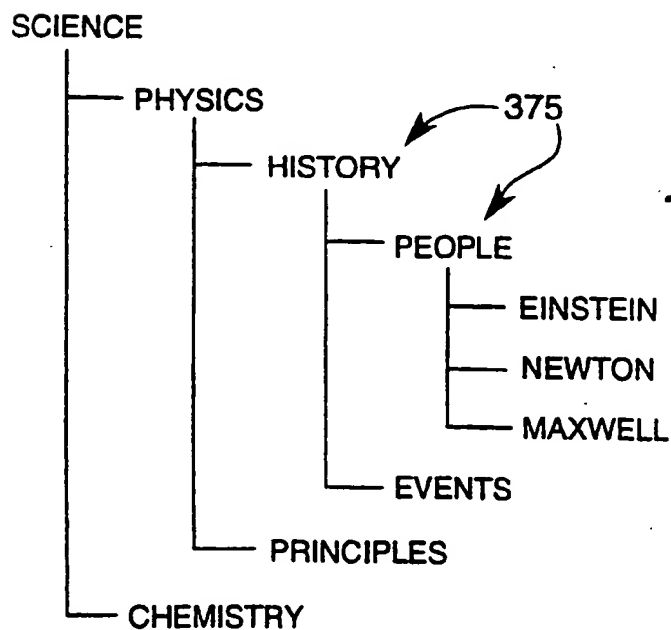 SCIENCE
PHYSICS
375
HISTORY
PEOPLE
EINSTEIN
NEWTON
MAXWELL
EVENTS
PRINCIPLES
CHEMISTRY